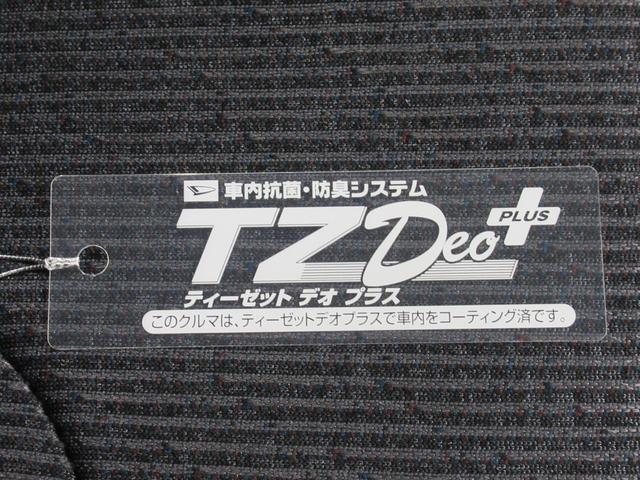 車内抗菌・防臭システム
TZDeo PLUS
ティーゼット デオ プラス
このクルマは、ティーゼットデオプラスで車内をコーティング済です。